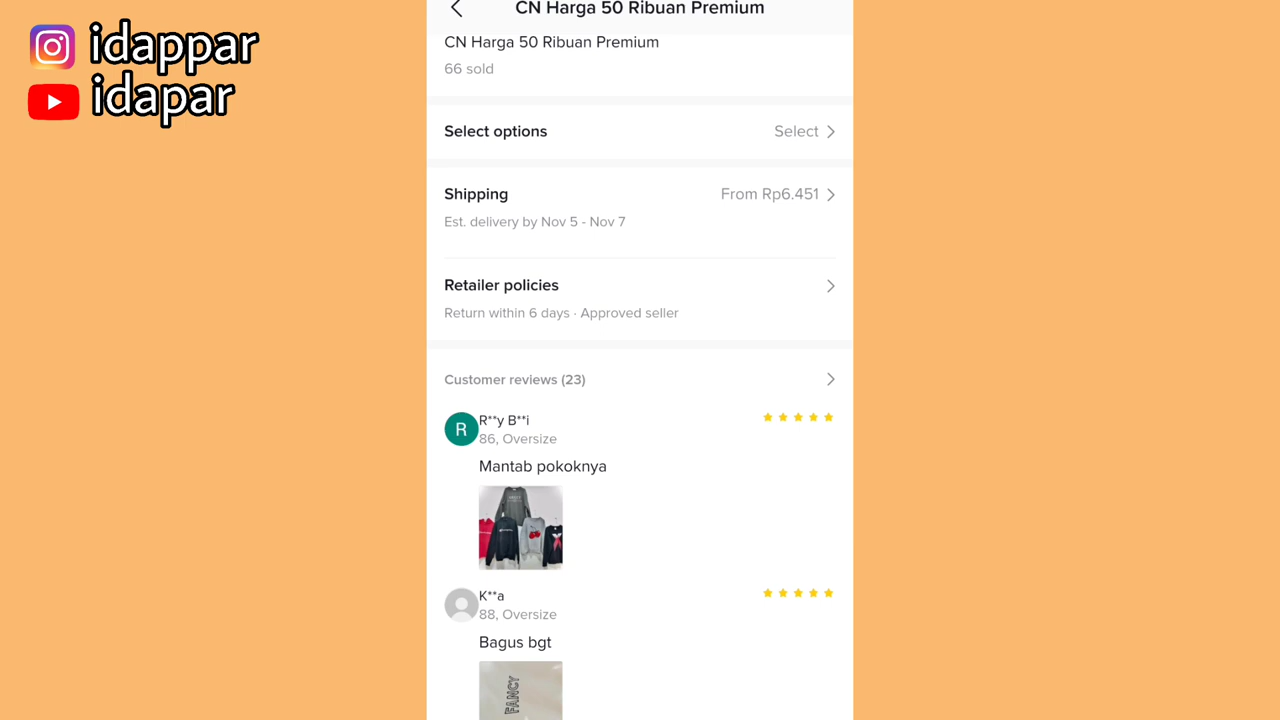 idappar
idapar
CN Harga 50 Ribuan Premium
CN Harga 50 Ribuan Premium
66 sold
Select options
Select
Shipping
From Rp6.451
Est. delivery by Nov 5 - Nov 7
Retailer policies
Return within 6 days · Approved seller
Customer reviews (23)
R
R**y B**i
86, Oversize
Mantab pokoknya
K**a
88, Oversize
Bagus bgt
FANCY